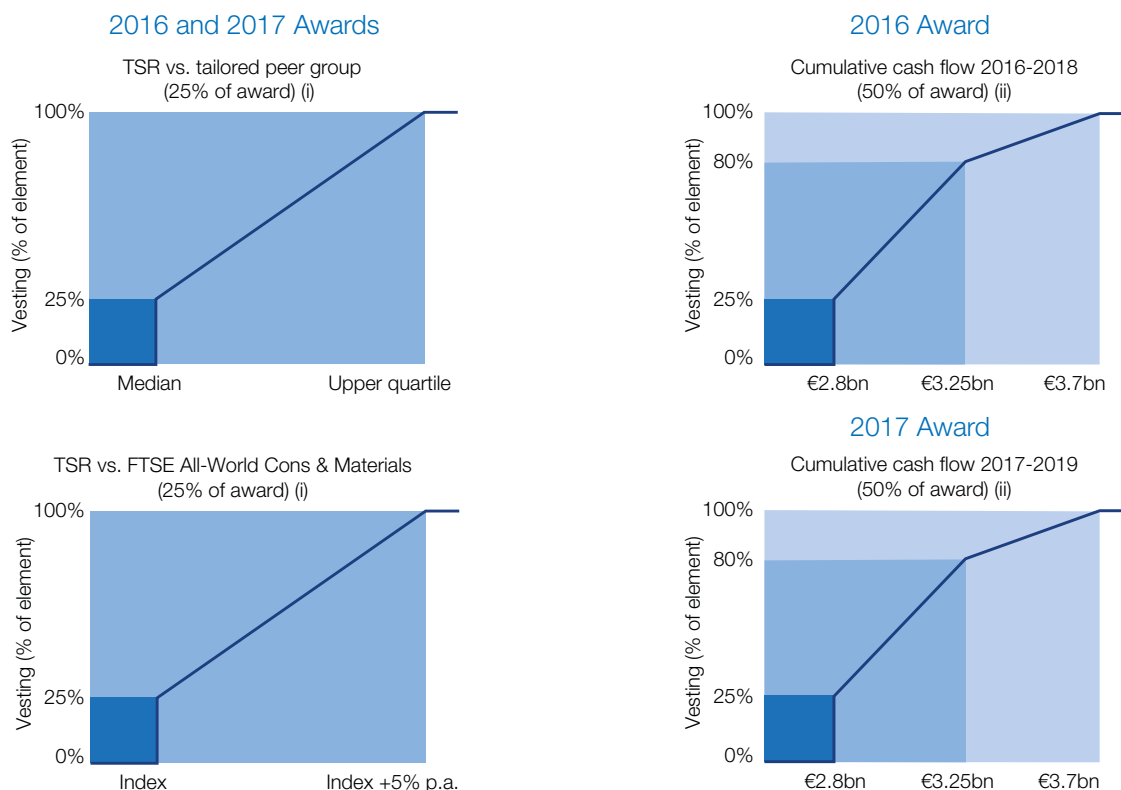 2016 and 2017 Awards
TSR vs. tailored peer group
(25% of award) (i)
100%
25%
0%
Vesting (% of element)
Median
Upper quartile
TSR vs. FTSE All-World Cons & Materials
(25% of award) (i)
100%
25%
0%
Vesting (% of element)
Index
Index +5% p.a.
2016 Award
Cumulative cash flow 2016-2018
(50% of award) (ii)
100%
80%
25%
0%
Vesting (% of element)
€2.8bn
€3.25bn
€3.7bn
2017 Award
Cumulative cash flow 2017-2019
(50% of award) (ii)
100%
80%
25%
0%
Vesting (% of element)
€2.8bn
€3.25bn
€3.7bn